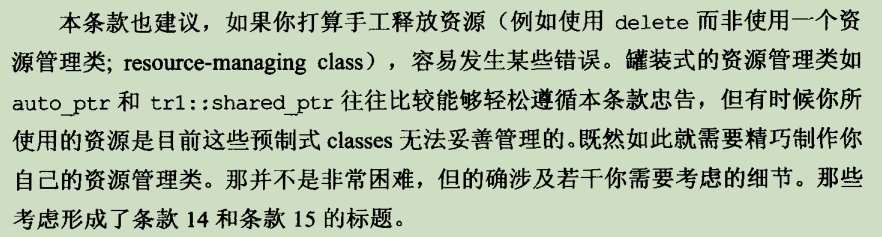 本条款也建议，如果你打算手工释放资源（例如使用 delete 而非使用一个资
源管理类; resource-managing class），容易发生某些错误。罐装式的资源管理类如
auto_ptr 和 tr1::shared_ptr 往往比较能够轻松遵循本条款忠告，但有时候你所
使用的资源是目前这些预制式 classes 无法妥善管理的。既然如此就需要精巧制作你
自己的资源管理类。那并不是非常困难，但的确涉及若干你需要考虑的细节。那些
考虑形成了条款 14 和条款 15 的标题。